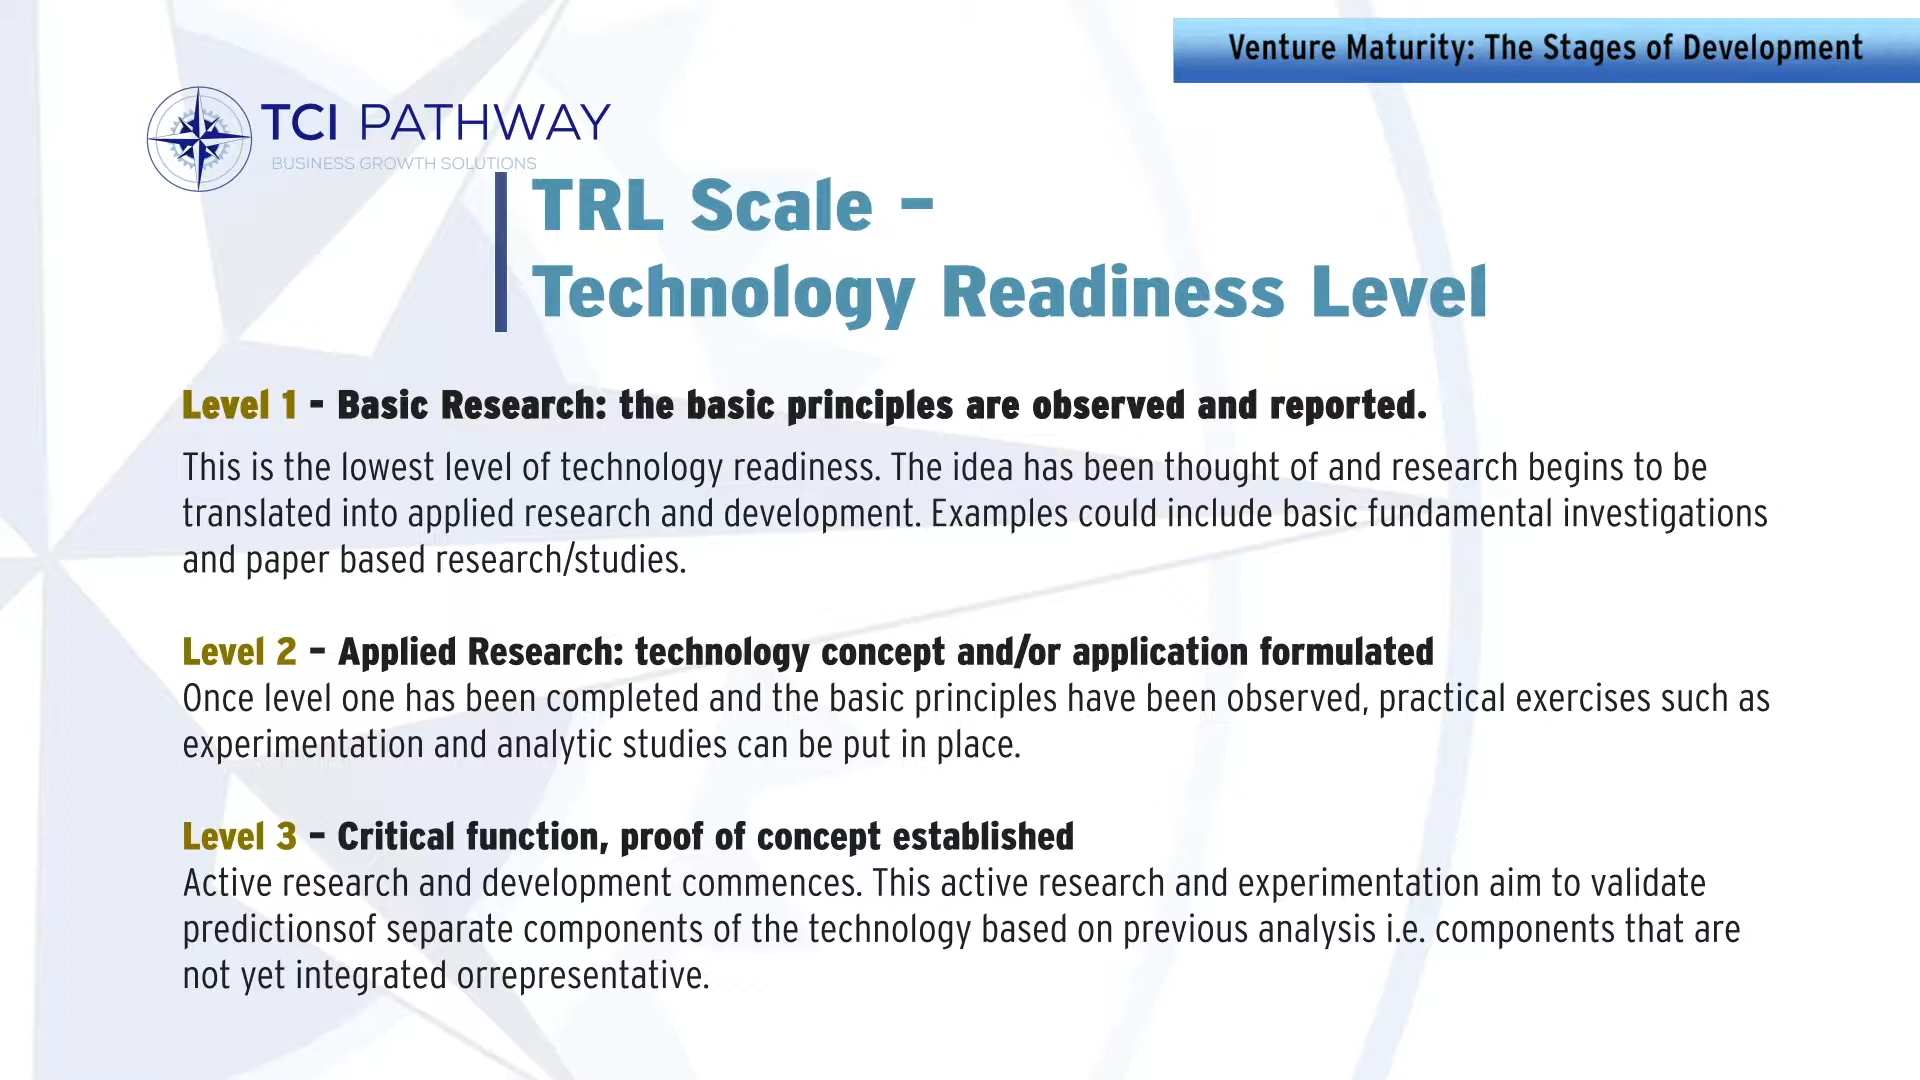 Venture Maturity: The Stages of Development
TCI PATHWAY
BUSINESS GROWTH SOLUTIONS
TRL Scale –
Technology Readiness Level
Level 1 - Basic Research: the basic principles are observed and reported.
This is the lowest level of technology readiness. The idea has been thought of and research begins to be
translated into applied research and development. Examples could include basic fundamental investigations
and paper based research/studies.
Level 2 – Applied Research: technology concept and/or application formulated
Once level one has been completed and the basic principles have been observed, practical exercises such as
experimentation and analytic studies can be put in place.
Level 3 – Critical function, proof of concept established
Active research and development commences. This active research and experimentation aim to validate
predictionsof separate components of the technology based on previous analysis i.e. components that are
not yet integrated orrepresentative.